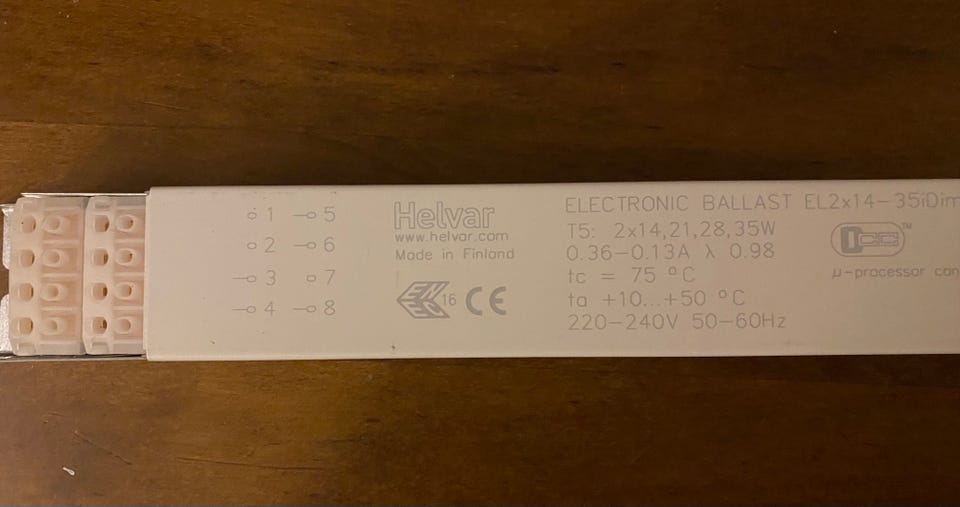 1 5
2 6
3 7
4 8
Helvar
www.helvar.com
Made in Finland
16 CE
ELECTRONIC BALLAST EL2x14-35iDim
T5: 2x14,21,28,35W
0.36-0.13A λ 0.98
tc = 75 °C
ta +10...+50 °C
220-240V 50-60Hz
™
µ-processor con